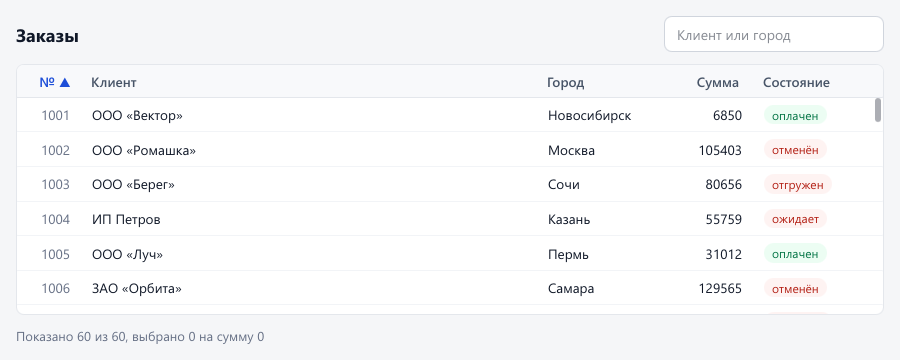 Заказы
Клиент или город
№ ▲ Клиент Город Сумма Состояние
1001 ООО «Вектор» Новосибирск 6850 оплачен
1002 ООО «Ромашка» Москва 105403 отменён
1003 ООО «Берег» Сочи 80656 отгружен
1004 ИП Петров Казань 55759 ожидает
1005 ООО «Луч» Пермь 31012 оплачен
1006 ЗАО «Орбита» Самара 129565 отменён
Показано 60 из 60, выбрано 0 на сумму 0